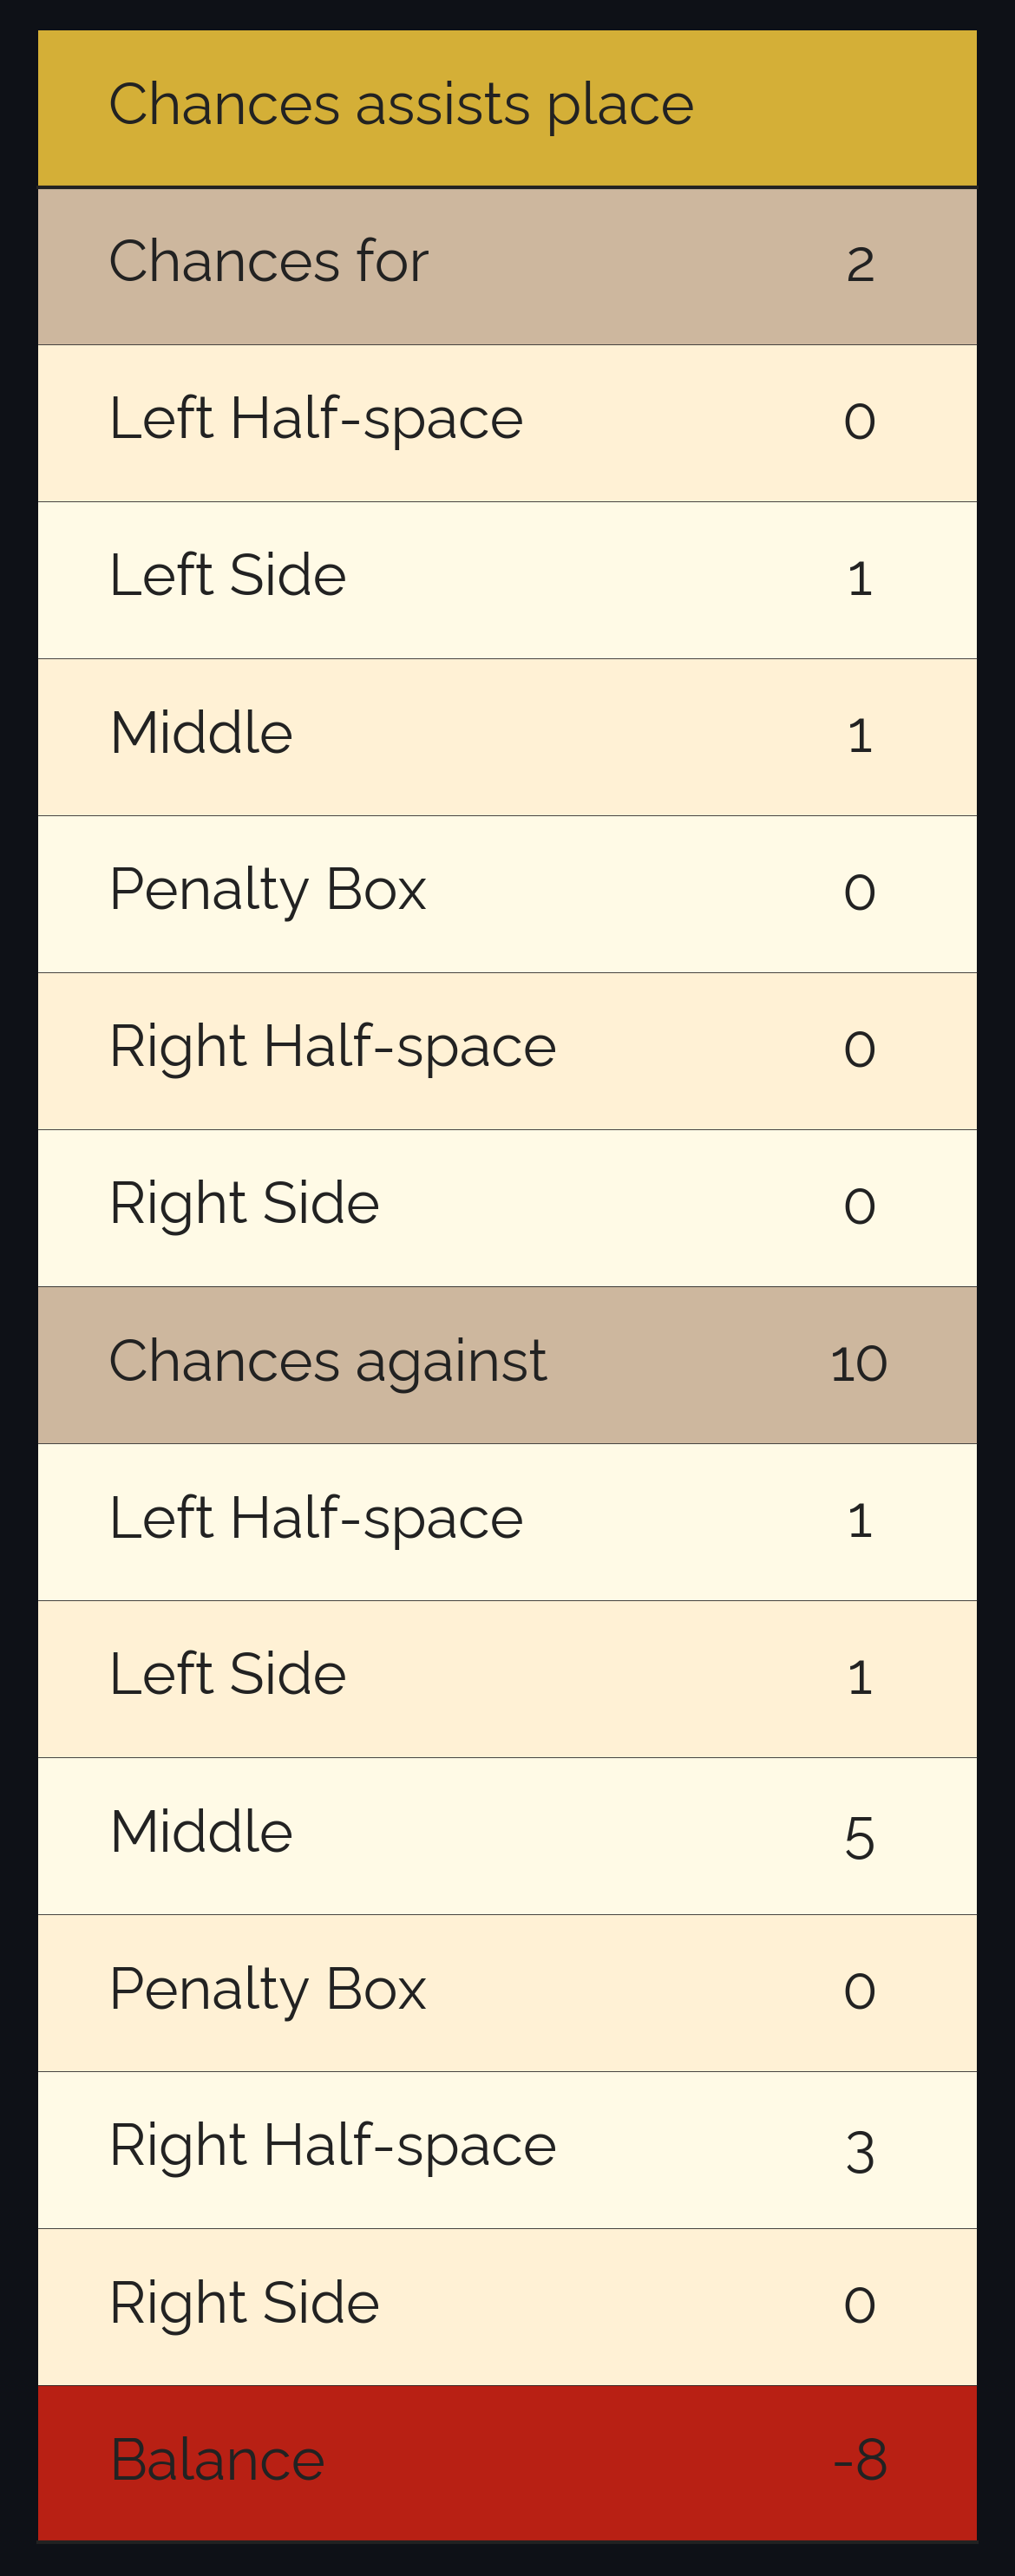 Chances assists place
Chances for 2
Left Half-space 0
Left Side 1
Middle 1
Penalty Box 0
Right Half-space 0
Right Side 0
Chances against 10
Left Half-space 1
Left Side 1
Middle 5
Penalty Box 0
Right Half-space 3
Right Side 0
Balance -8